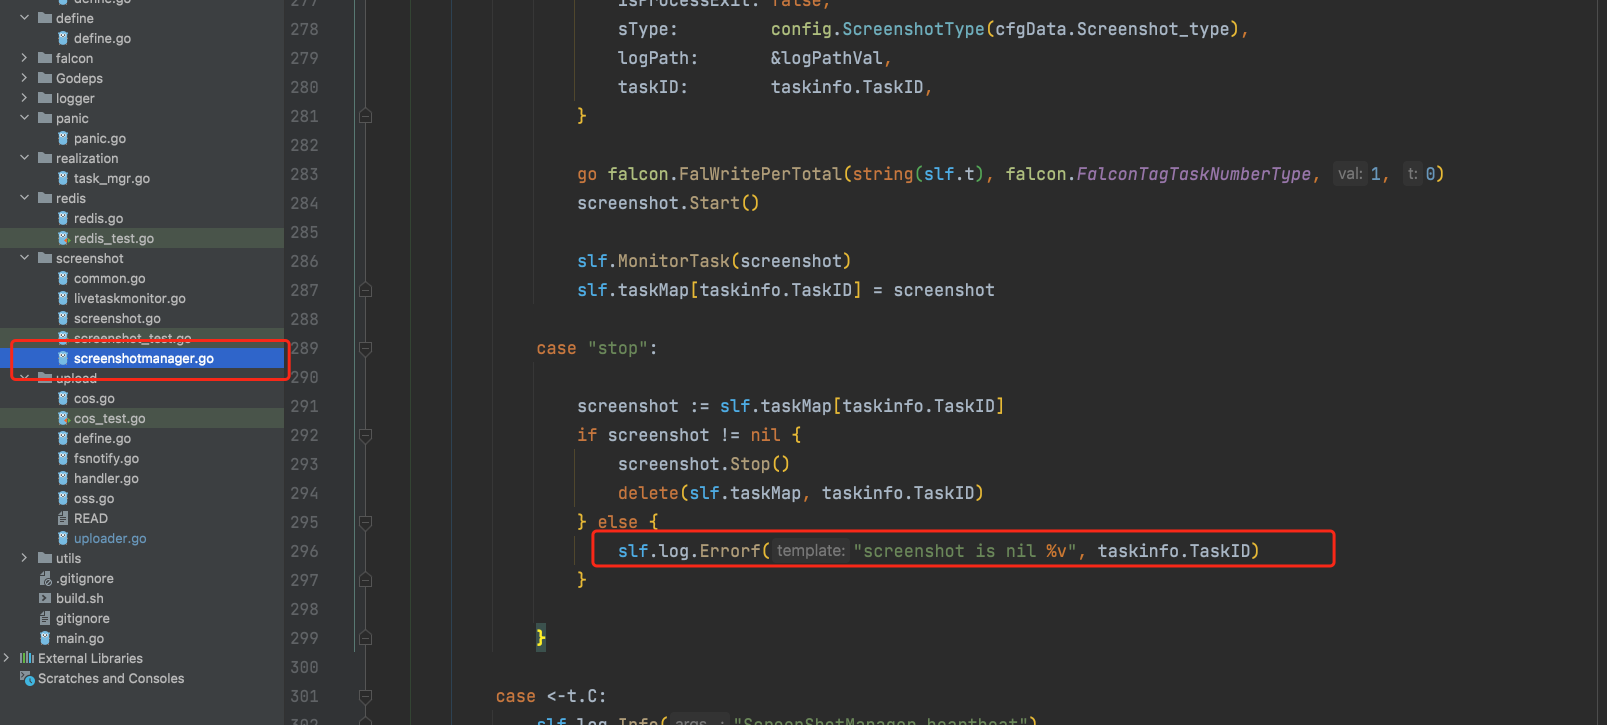 define.go
define
define.go
falcon
Godeps
logger
panic
panic.go
realization
task_mgr.go
redis
redis.go
redis_test.go
screenshot
common.go
livetaskmonitor.go
screenshot.go
screenshot_test.go
screenshotmanager.go
upload
cos.go
cos_test.go
define.go
fsnotify.go
handler.go
oss.go
READ
uploader.go
utils
.gitignore
build.sh
gitignore
main.go
External Libraries
Scratches and Consoles
277 isProcessExit: false,
278 sType: config.ScreenshotType(cfgData.Screenshot_type),
279 logPath: &logPathVal,
280 taskID: taskinfo.TaskID,
281 }
282
283 go falcon.FalWritePerTotal(string(slf.t), falcon.FalconTagTaskNumberType, val: 1, t: 0)
284 screenshot.Start()
285
286 slf.MonitorTask(screenshot)
287 slf.taskMap[taskinfo.TaskID] = screenshot
288
289 case "stop":
290
291 screenshot := slf.taskMap[taskinfo.TaskID]
292 if screenshot != nil {
293 screenshot.Stop()
294 delete(slf.taskMap, taskinfo.TaskID)
295 } else {
296 slf.log.Errorf( template: "screenshot is nil %v", taskinfo.TaskID)
297 }
298
299 }
300
301 case <-t.C:
302 slf.log.Info( args...: "ScreenShotManager heartbeat")